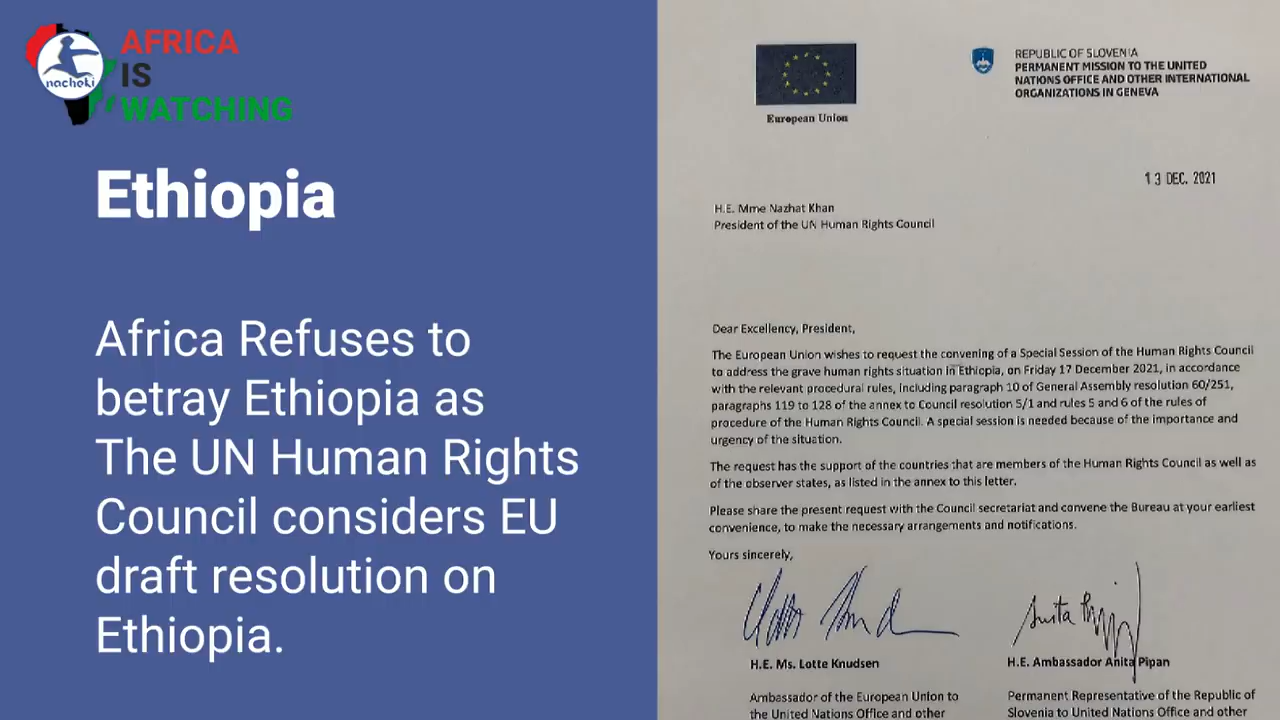 AFRICA
IS
WATCHING
nacheki
Ethiopia
Africa Refuses to
betray Ethiopia as
The UN Human Rights
Council considers EU
draft resolution on
Ethiopia.
European Union
REPUBLIC OF SLOVENIA
PERMANENT MISSION TO THE UNITED
NATIONS OFFICE AND OTHER INTERNATIONAL
ORGANIZATIONS IN GENEVA
13 DEC. 2021
H.E. Mme Nazhat Khan
President of the UN Human Rights Council
Dear Excellency, President,
The European Union wishes to request the convening of a Special Session of the Human Rights Council
to address the grave human rights situation in Ethiopia, on Friday 17 December 2021, in accordance
with the relevant procedural rules, including paragraph 10 of General Assembly resolution 60/251,
paragraphs 119 to 128 of the annex to Council resolution 5/1 and rules 5 and 6 of the rules of
procedure of the Human Rights Council. A special session is needed because of the importance and
urgency of the situation.
The request has the support of the countries that are members of the Human Rights Council as well as
of the observer states, as listed in the annex to this letter.
Please share the present request with the Council secretariat and convene the Bureau at your earliest
convenience, to make the necessary arrangements and notifications.
Yours sincerely,
H.E. Ms. Lotte Knudsen
Ambassador of the European Union to
the United Nations Office and other
H.E. Ambassador Anita Pipan
Permanent Representative of the Republic of
Slovenia to United Nations Office and other